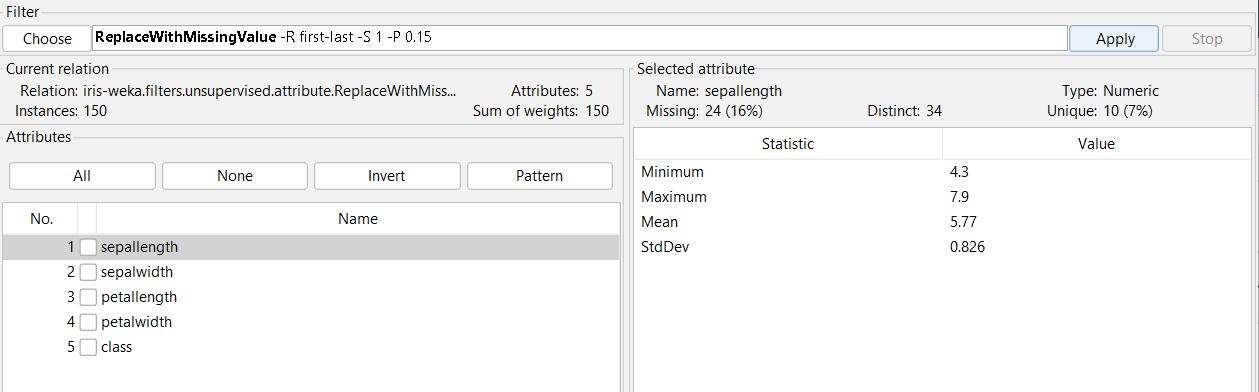 Filter
Choose ReplaceWithMissingValue -R first-last -S 1 -P 0.15 Apply Stop
Current relation
Relation: iris-weka.filters.unsupervised.attribute.ReplaceWithMiss... Attributes: 5
Instances: 150 Sum of weights: 150
Attributes
All None Invert Pattern
No. Name
1 sepallength
2 sepalwidth
3 petallength
4 petalwidth
5 class
Selected attribute
Name: sepallength Type: Numeric
Missing: 24 (16%) Distinct: 34 Unique: 10 (7%)
Statistic Value
Minimum 4.3
Maximum 7.9
Mean 5.77
StdDev 0.826